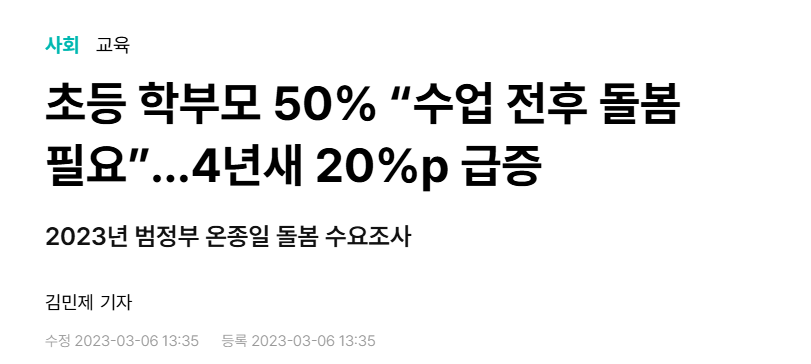 사회 교육
초등 학부모 50% “수업 전후 돌봄
필요”…4년새 20%p 급증
2023년 범정부 온종일 돌봄 수요조사
김민제 기자
수정 2023-03-06 13:35 등록 2023-03-06 13:35